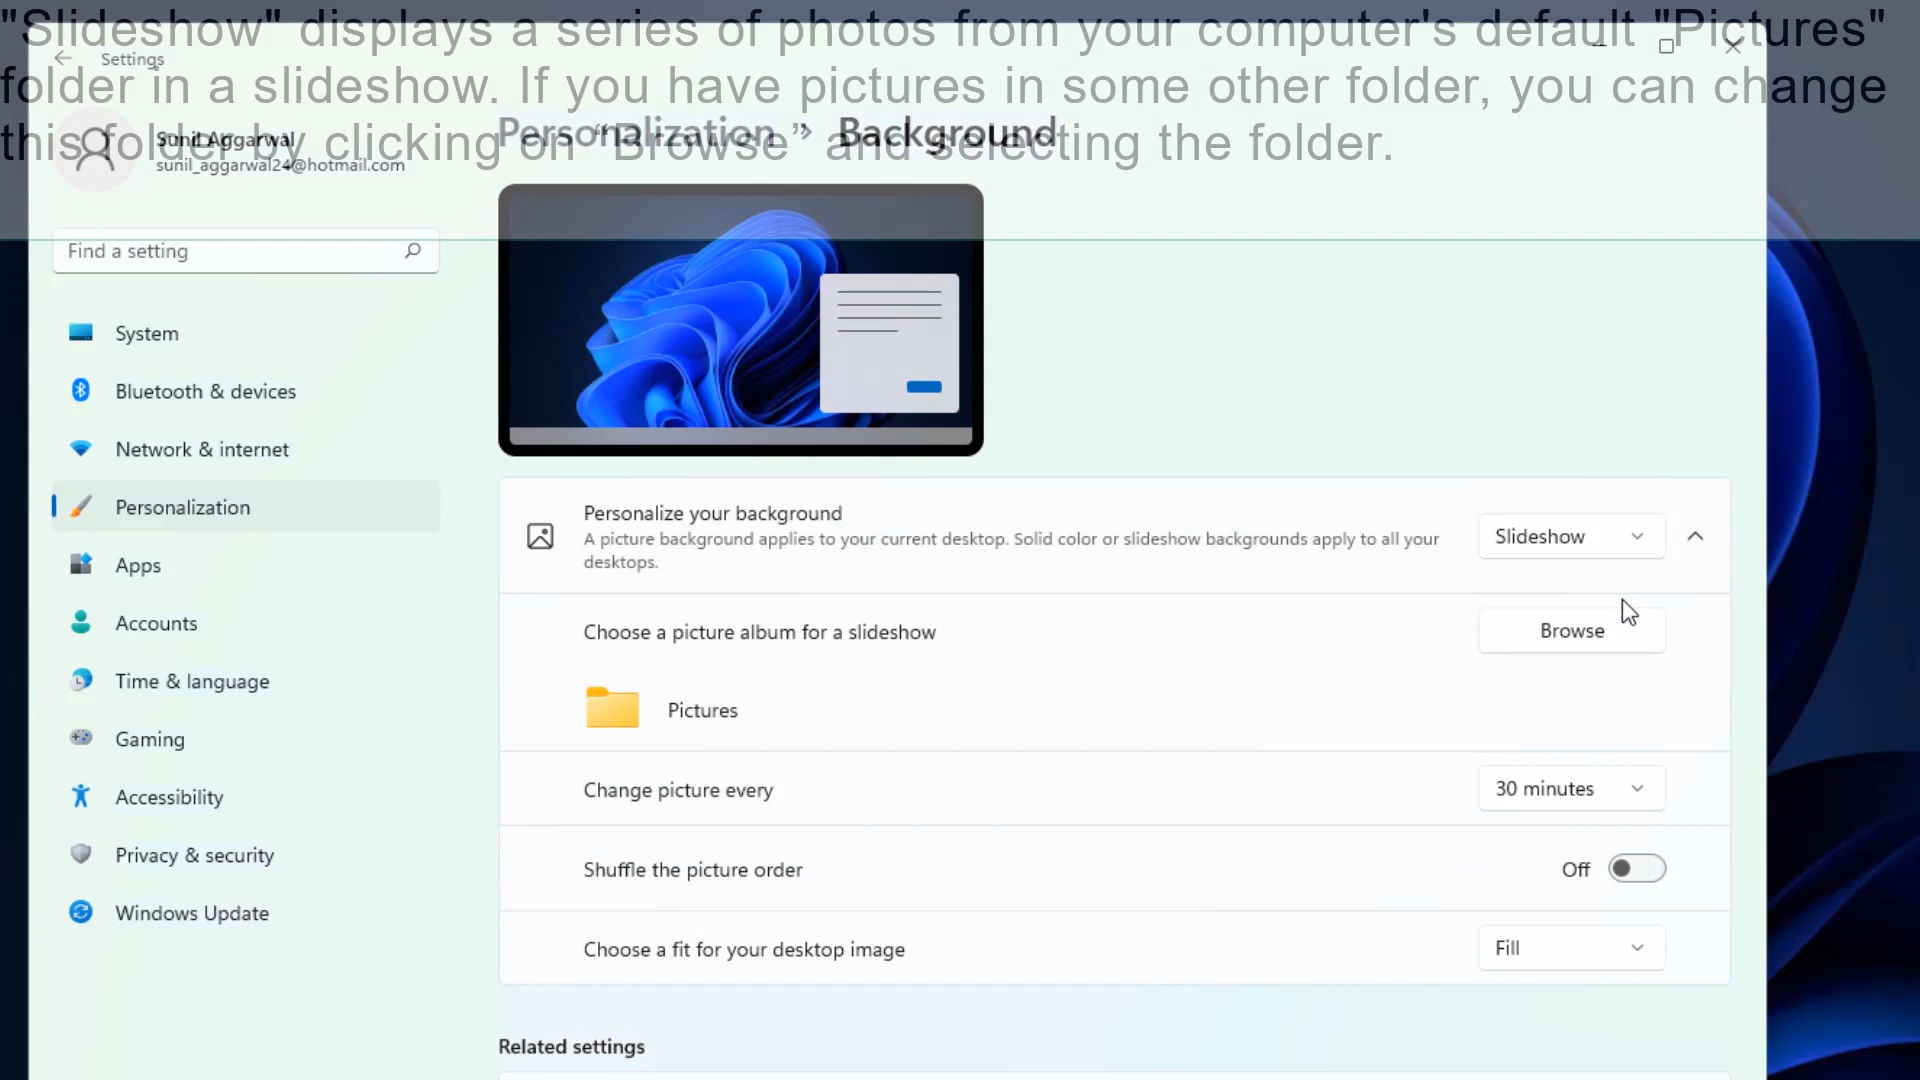 "Slideshow" displays a series of photos from your computer's default "Pictures"
folder in a slideshow. If you have pictures in some other folder, you can change
this folder by clicking on "Browse" and selecting the folder.
Settings
Sunil Aggarwal
sunil_aggarwal24@hotmail.com
Personalization
Background
Find a setting
System
Bluetooth & devices
Network & internet
Personalization
Apps
Accounts
Time & language
Gaming
Accessibility
Privacy & security
Windows Update
Personalize your background
A picture background applies to your current desktop. Solid color or slideshow backgrounds apply to all your
desktops.
Slideshow
Choose a picture album for a slideshow
Browse
Pictures
Change picture every
30 minutes
Shuffle the picture order
Off
Choose a fit for your desktop image
Fill
Related settings